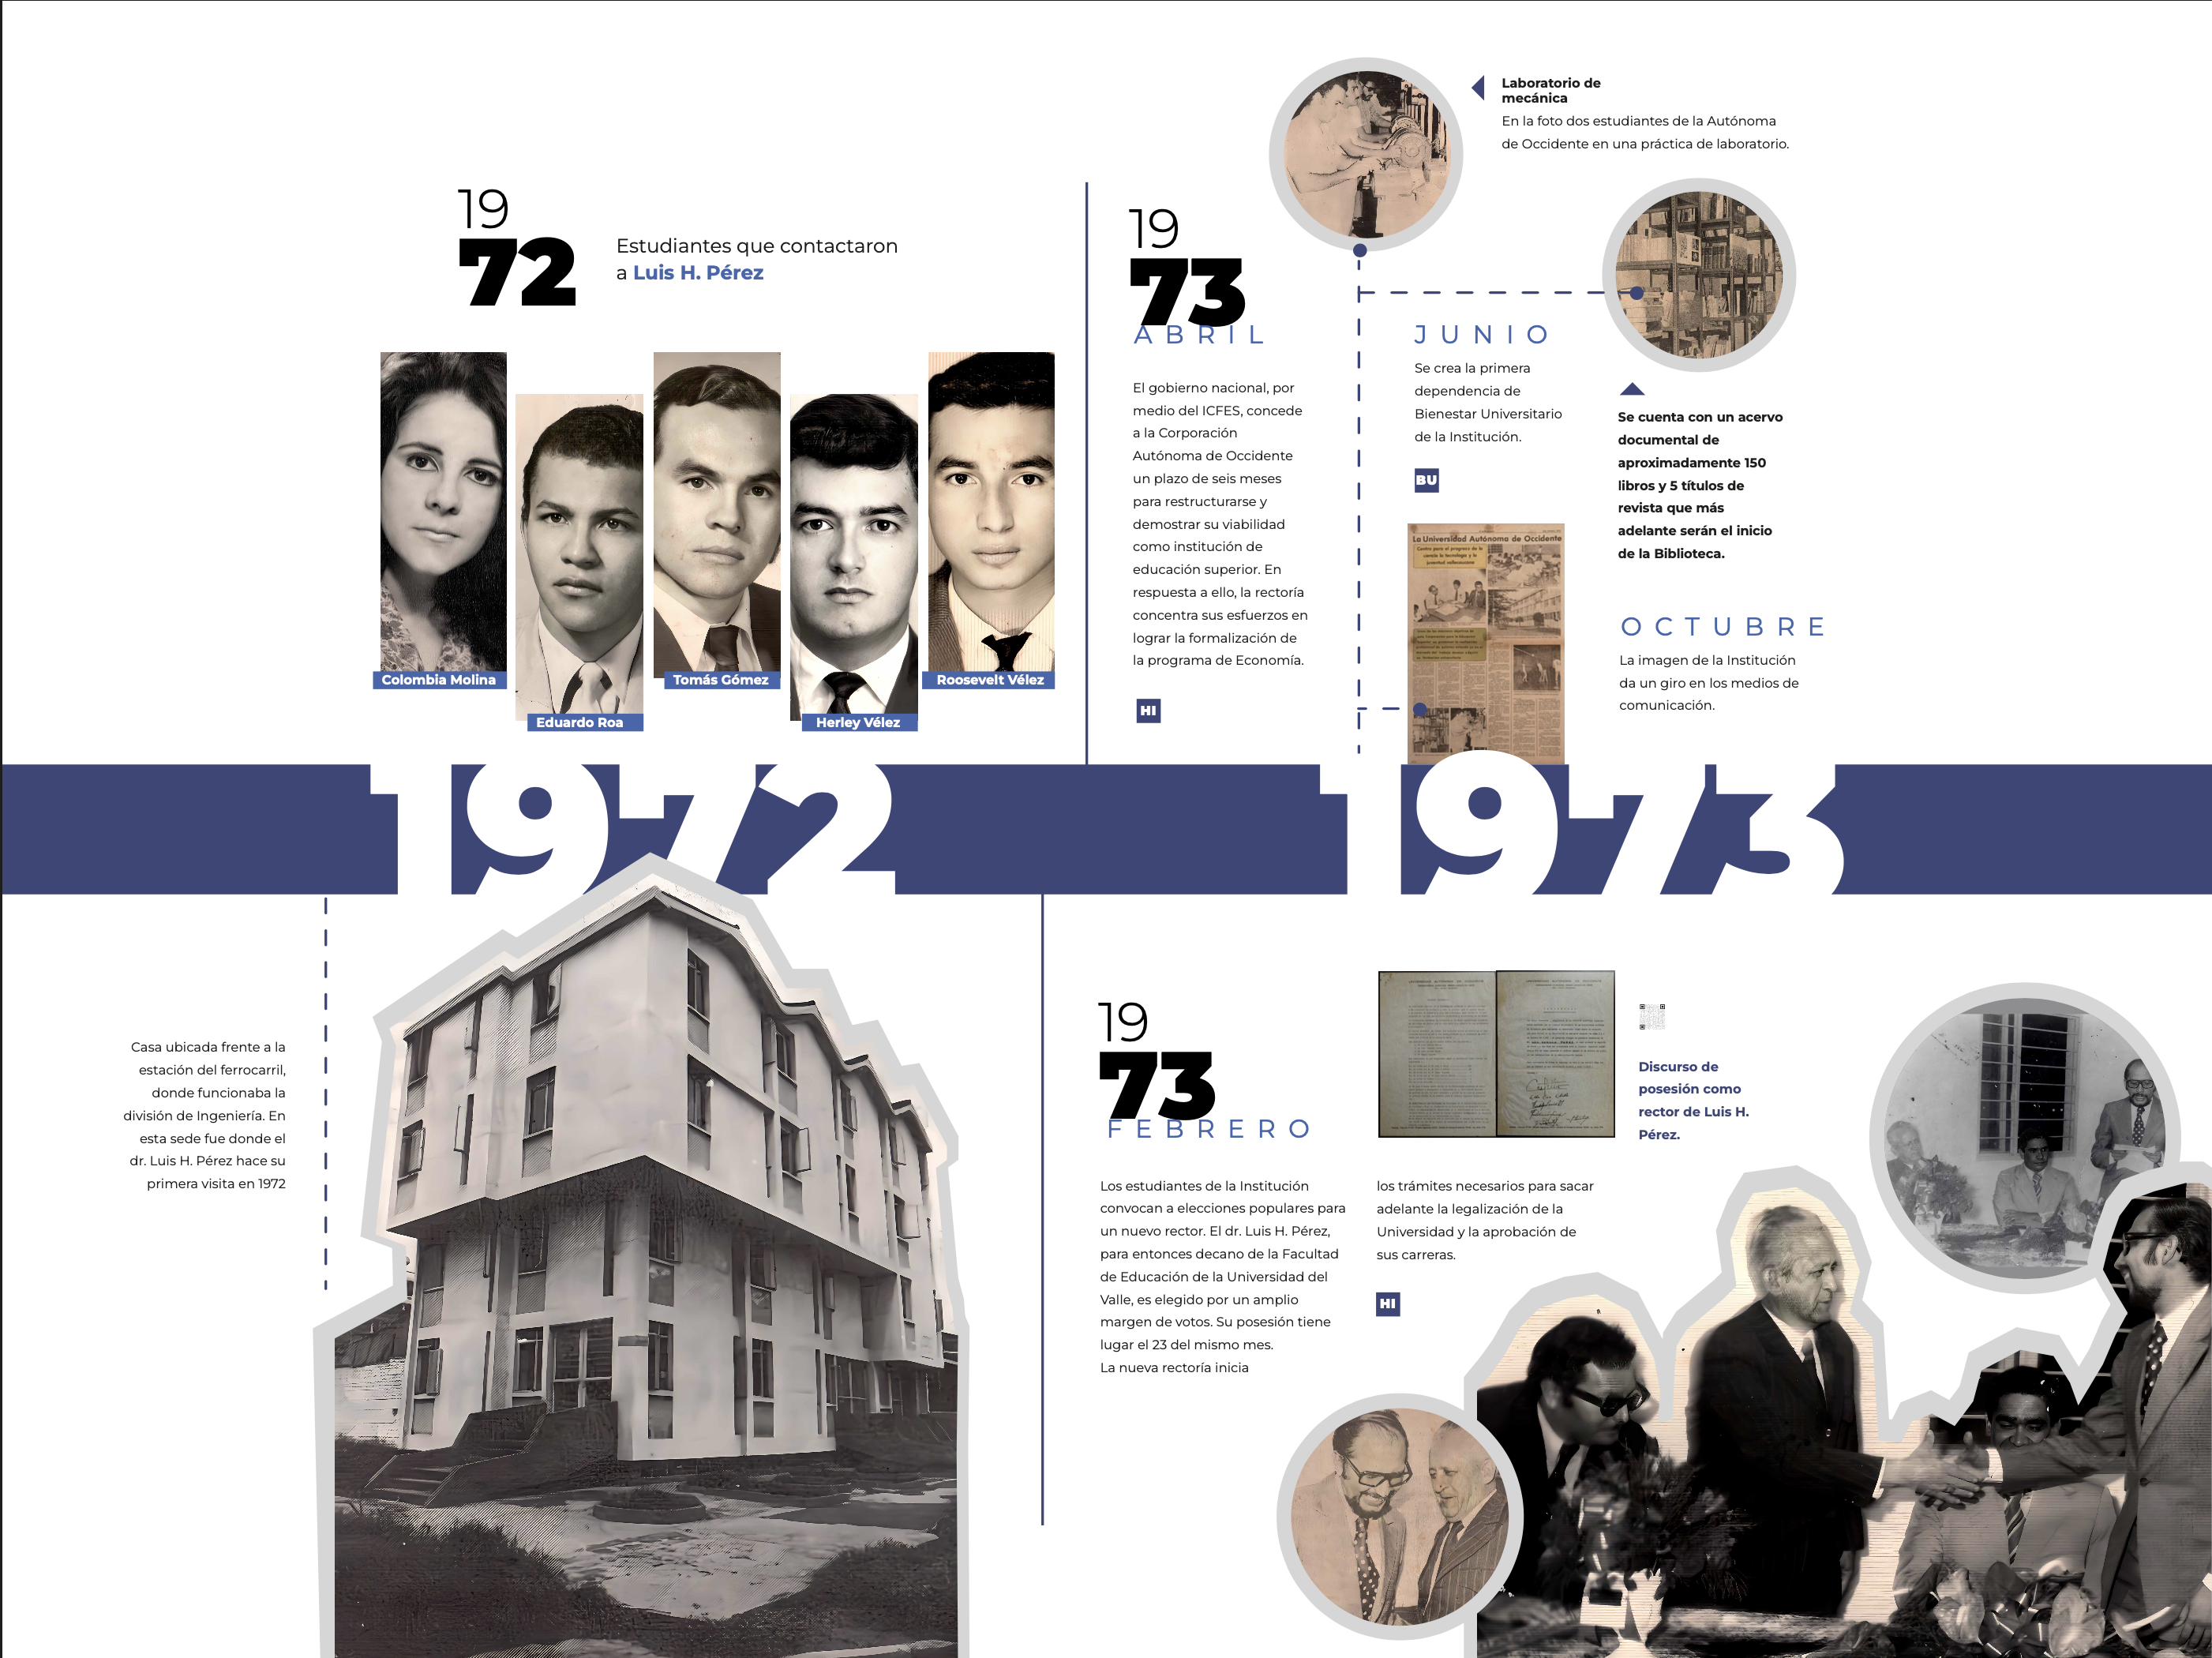 19
72
Estudiantes que contactaron
a Luis H. Pérez
Colombia Molina
Eduardo Roa
Tomás Gómez
Herley Vélez
Roosevelt Vélez
19
73
ABRIL
El gobierno nacional, por
medio del ICFES, concede
a la Corporación
Autónoma de Occidente
un plazo de seis meses
para restructurarse y
demostrar su viabilidad
como institución de
educación superior. En
respuesta a ello, la rectoría
concentra sus esfuerzos en
lograr la formalización de
la programa de Economía.
HI
Laboratorio de
mecánica
En la foto dos estudiantes de la Autónoma
de Occidente en una práctica de laboratorio.
JUNIO
Se crea la primera
dependencia de
Bienestar Universitario
de la Institución.
BU
La Universidad Autónoma de Occidente
Centro para el progreso de la
ciencia la tecnología y la
juventud vallecaucana
Se cuenta con un acervo
documental de
aproximadamente 150
libros y 5 títulos de
revista que más
adelante serán el inicio
de la Biblioteca.
OCTUBRE
La imagen de la Institución
da un giro en los medios de
comunicación.
1972
1973
Casa ubicada frente a la
estación del ferrocarril,
donde funcionaba la
división de Ingeniería. En
esta sede fue donde el
dr. Luis H. Pérez hace su
primera visita en 1972
19
73
FEBRERO
Los estudiantes de la Institución
convocan a elecciones populares para
un nuevo rector. El dr. Luis H. Pérez,
para entonces decano de la Facultad
de Educación de la Universidad del
Valle, es elegido por un amplio
margen de votos. Su posesión tiene
lugar el 23 del mismo mes.
La nueva rectoría inicia
los trámites necesarios para sacar
adelante la legalización de la
Universidad y la aprobación de
sus carreras.
HI
Discurso de
posesión como
rector de Luis H.
Pérez.